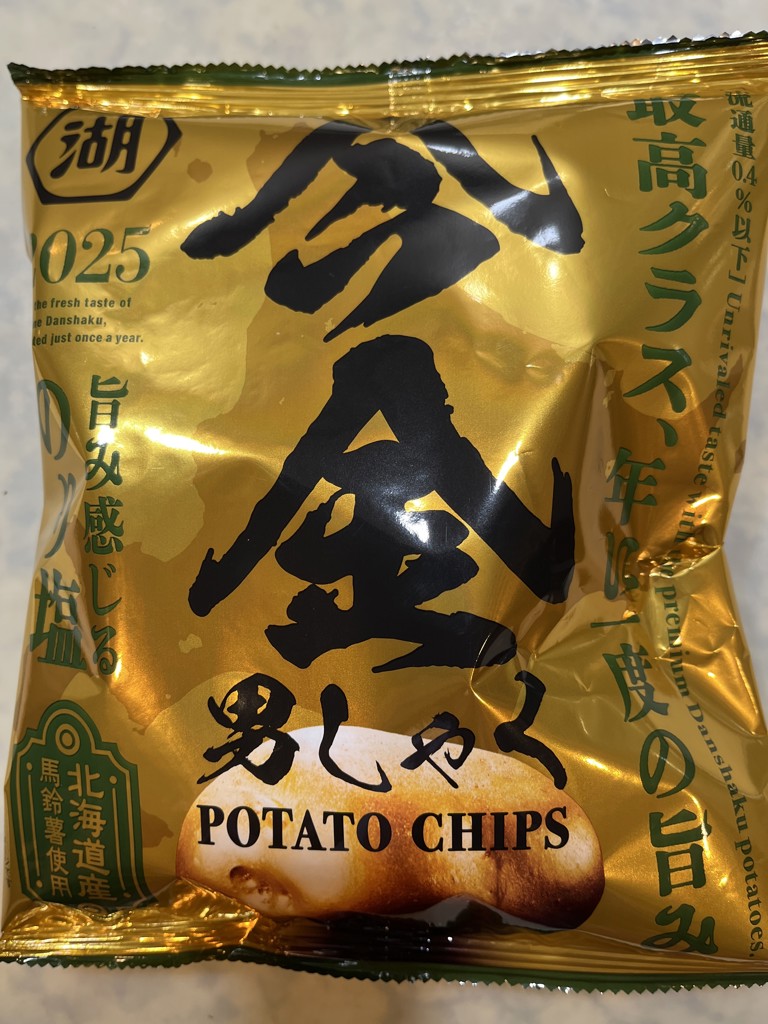 湖
2025
the fresh taste of
Danshaku,
just once a year.
旨み感じる
のり塩
今金
男しゃく
POTATO CHIPS
北海道産
馬鈴薯使用
最高クラス、年に一度の旨み
流通量0.4%以下] Unrivaled taste with premium Danshaku potatoes.